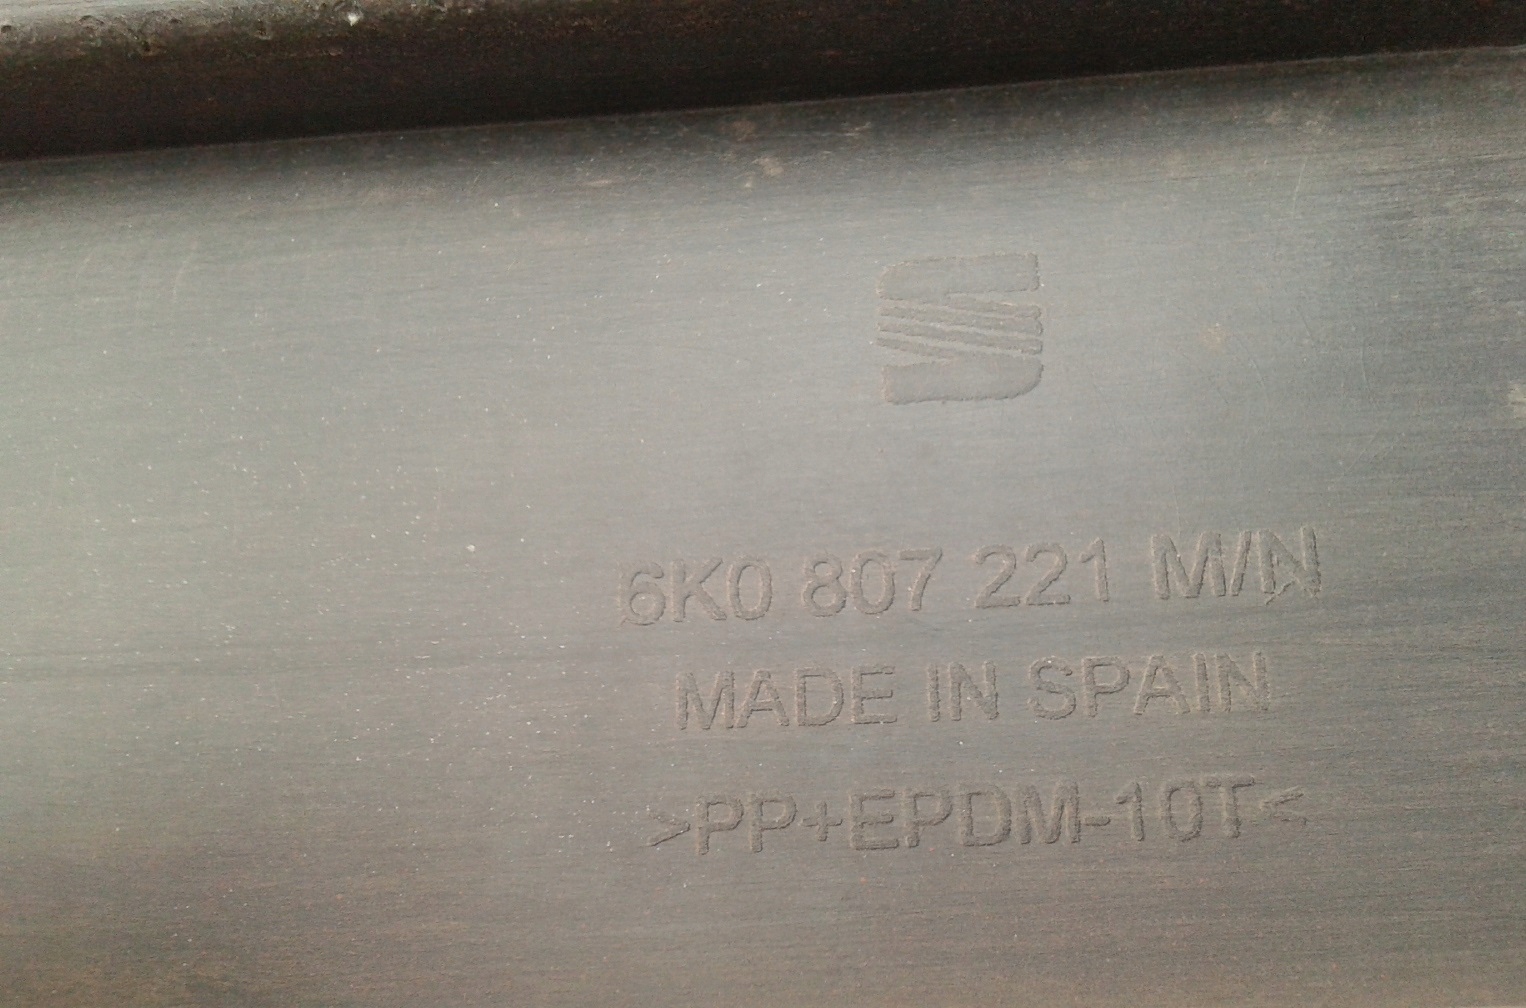 6K0 807 221 M/N
MADE IN SPAIN
>PP+EPDM-10T<